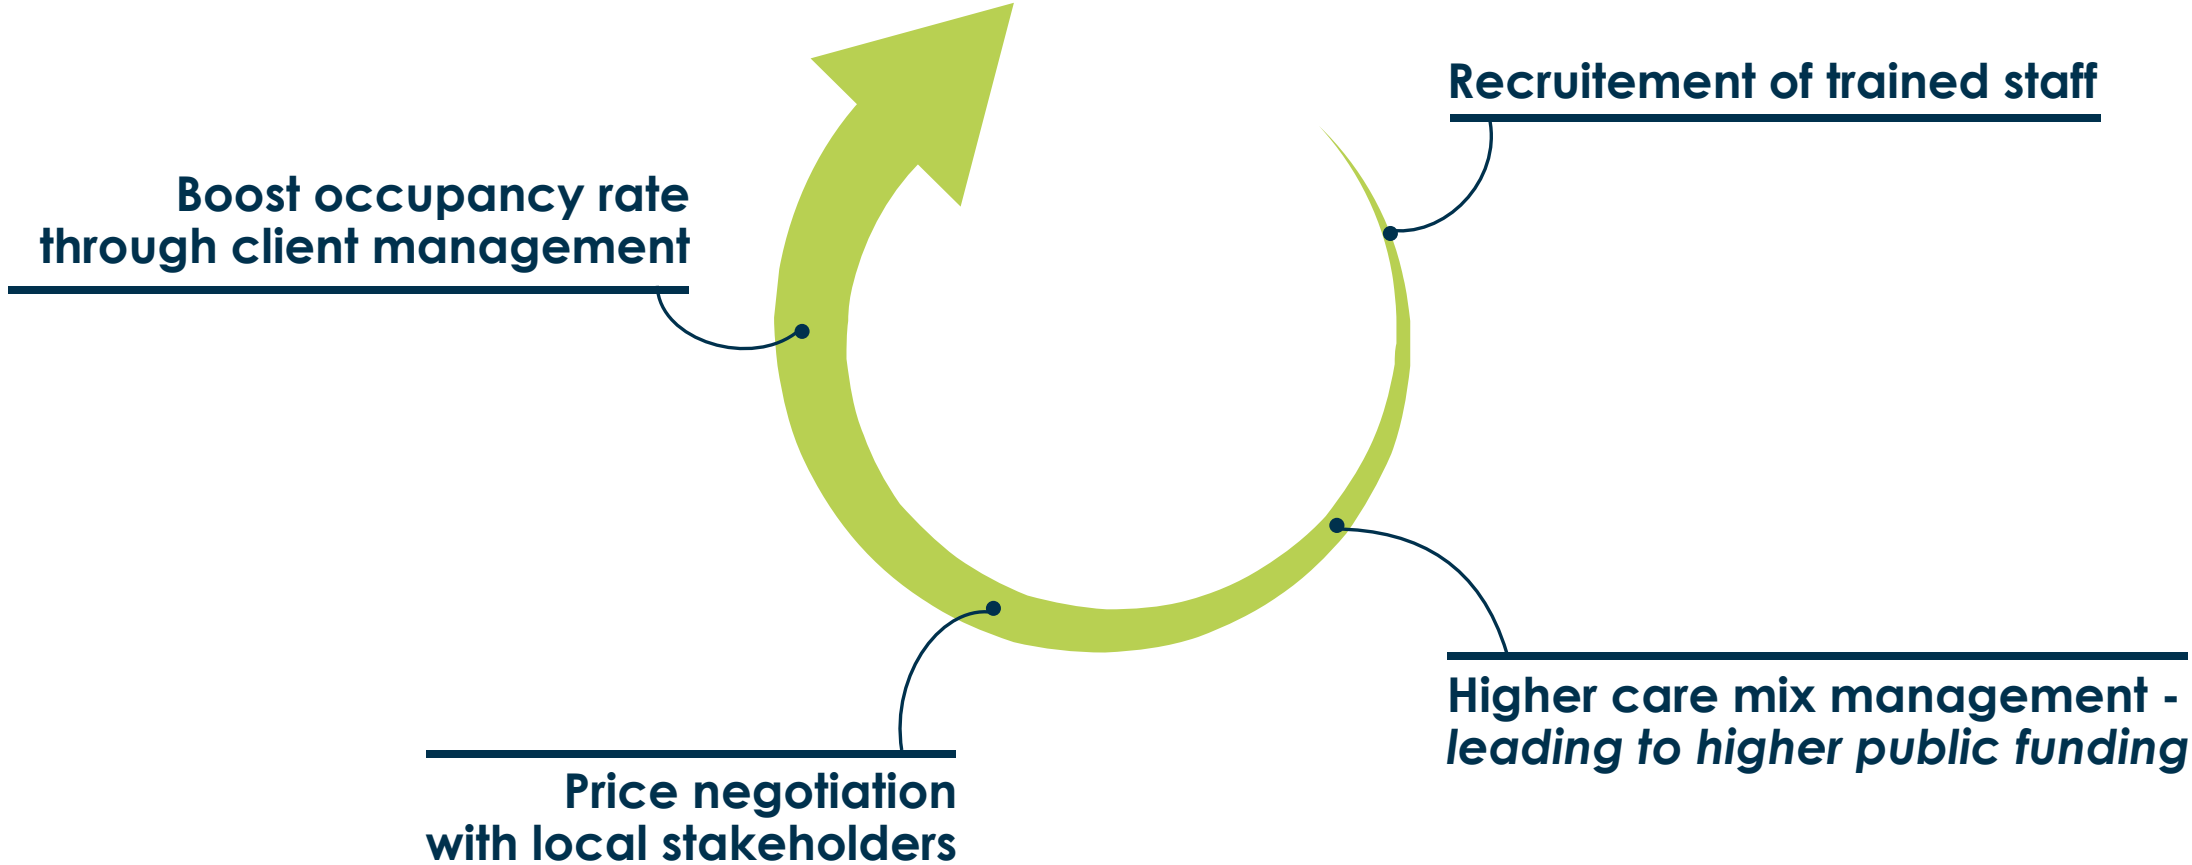 Recruitement of trained staff
Boost occupancy rate
through client management
Higher care mix management -
leading to higher public funding
Price negotiation
with local stakeholders